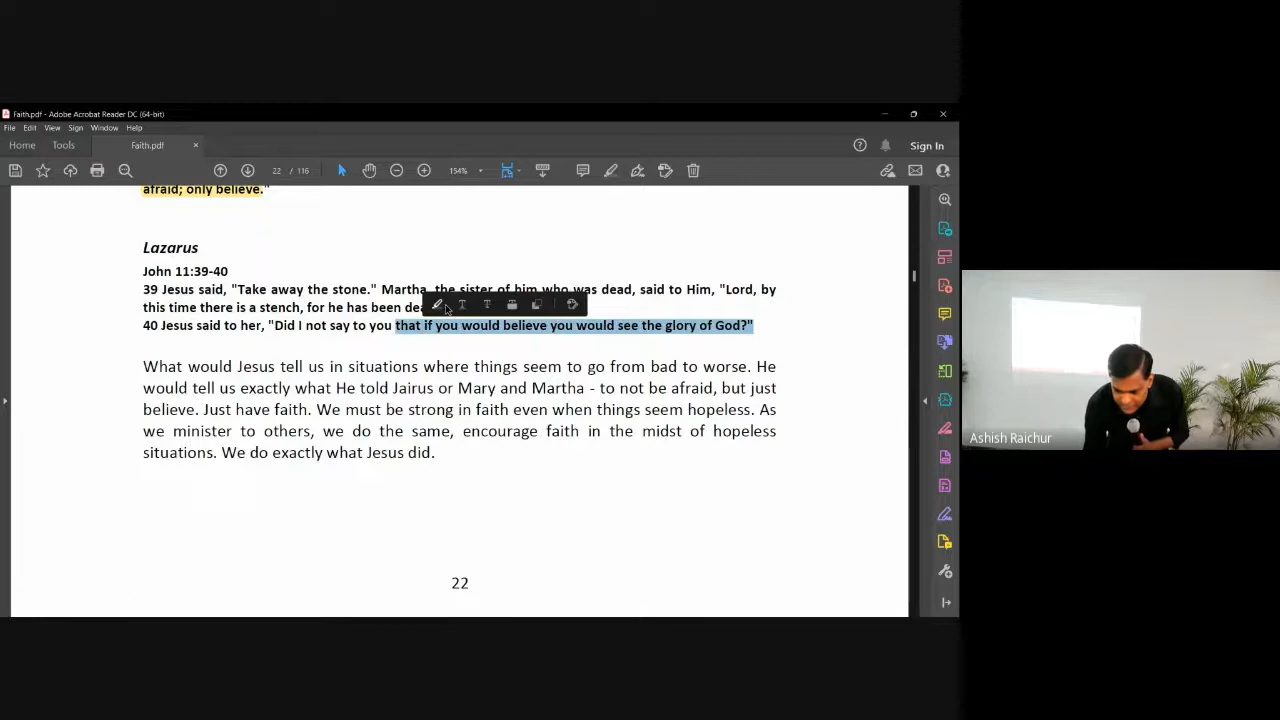 Faith.pdf - Adobe Acrobat Reader DC (64-bit)
File Edit View Sign Window Help
Home Tools Faith.pdf × Sign In
22 / 116 154%
afraid; only believe."
Lazarus
John 11:39-40
39 Jesus said, "Take away the stone." Martha, the sister of him who was dead, said to Him, "Lord, by
this time there is a stench, for he has been dea
40 Jesus said to her, "Did I not say to you that if you would believe you would see the glory of God?"
What would Jesus tell us in situations where things seem to go from bad to worse. He
would tell us exactly what He told Jairus or Mary and Martha - to not be afraid, but just
believe. Just have faith. We must be strong in faith even when things seem hopeless. As
we minister to others, we do the same, encourage faith in the midst of hopeless
situations. We do exactly what Jesus did.
22
Ashish Raichur